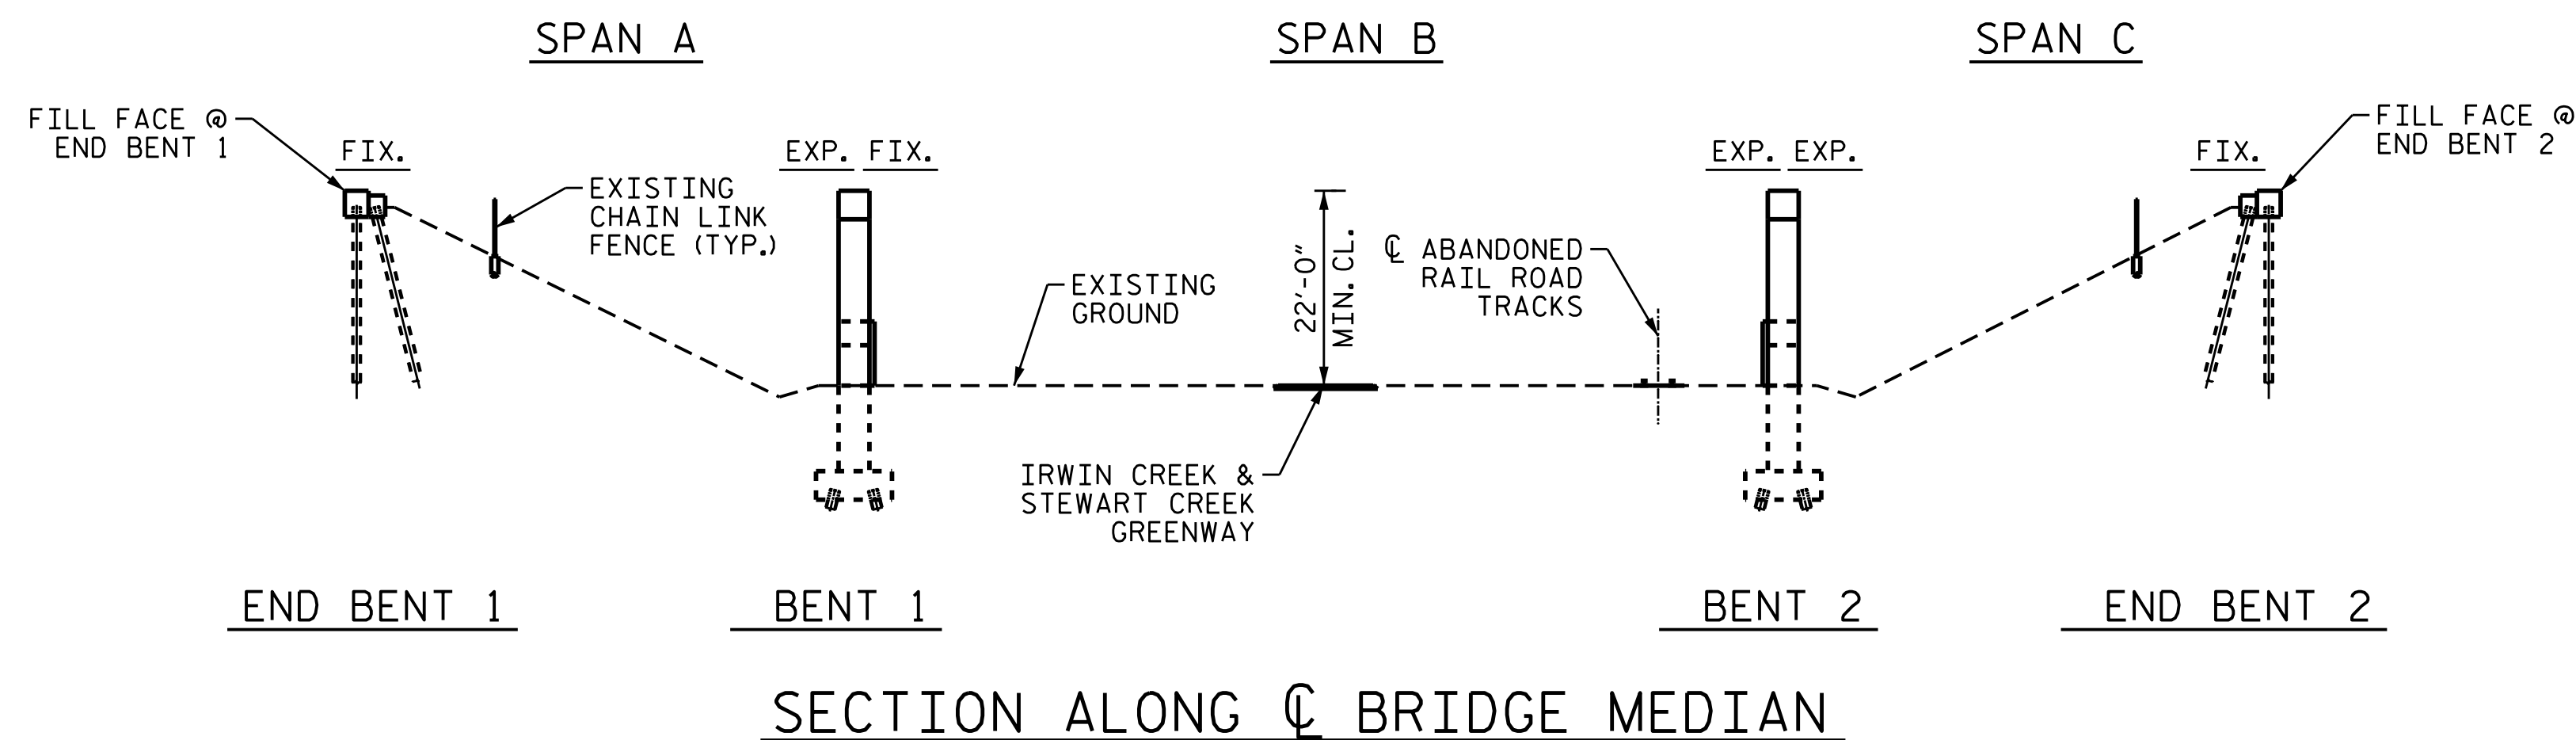 SPAN A
SPAN B
SPAN C
FILL FACE @
END BENT 1
FIX.
EXISTING
CHAIN LINK
FENCE (TYP.)
EXP. FIX.
EXISTING
GROUND
22'-0"
MIN. CL.
℄ ABANDONED
RAIL ROAD
TRACKS
EXP. EXP.
FIX.
FILL FACE @
END BENT 2
IRWIN CREEK &
STEWART CREEK
GREENWAY
END BENT 1
BENT 1
BENT 2
END BENT 2
SECTION ALONG ℄ BRIDGE MEDIAN